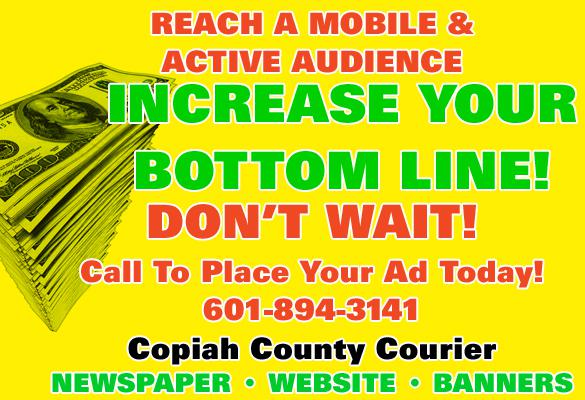 REACH A MOBILE &
ACTIVE AUDIENCE
INCREASE YOUR
BOTTOM LINE!
DON'T WAIT!
Call To Place Your Ad Today!
601-894-3141
Copiah County Courier
NEWSPAPER • WEBSITE • BANNERS